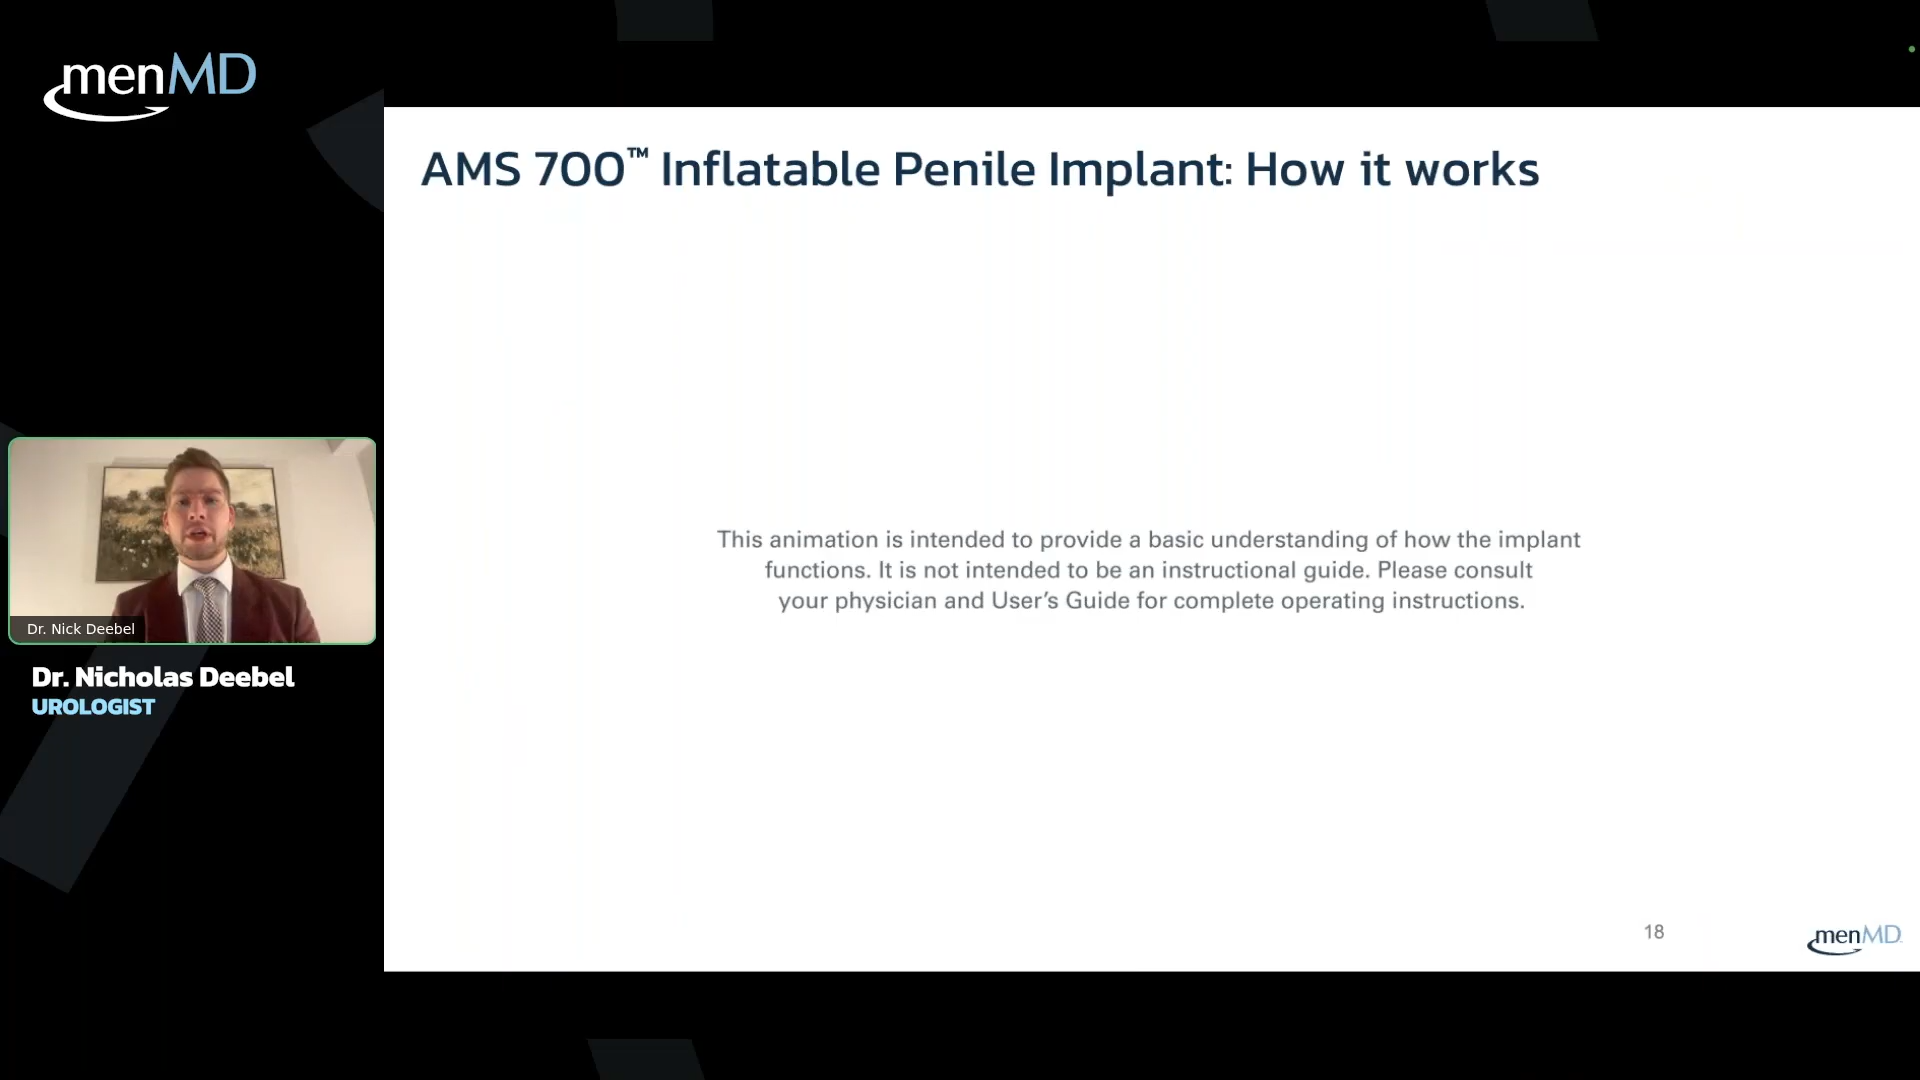 menMD
AMS 700™ Inflatable Penile Implant: How it works
This animation is intended to provide a basic understanding of how the implant
functions. It is not intended to be an instructional guide. Please consult
your physician and User's Guide for complete operating instructions.
Dr. Nick Deebel
Dr. Nicholas Deebel
UROLOGIST
18
menMD